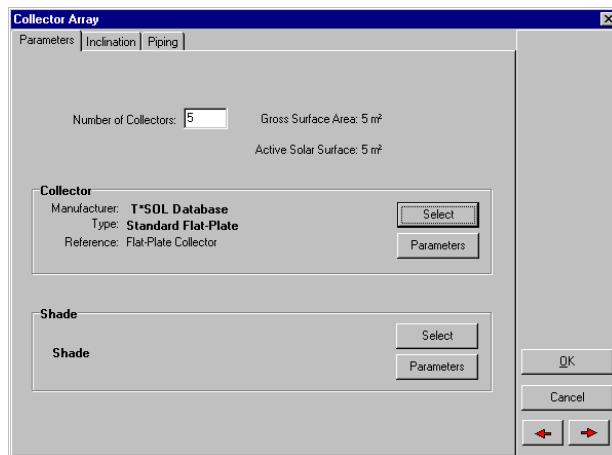 Collector Array
Parameters Inclination Piping
Number of Collectors: 5 Gross Surface Area: 5 m²
Active Solar Surface: 5 m²
Collector
Manufacturer: T*SOL Database
Select
Type: Standard Flat-Plate
Reference: Flat-Plate Collector
Parameters
Shade
Select
Shade
Parameters
OK
Cancel